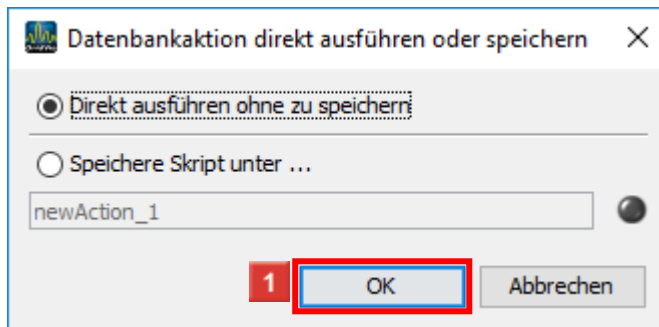 Datenbankaktion direkt ausführen oder speichern
Direkt ausführen ohne zu speichern
Speichere Skript unter ...
newAction_1
1
OK
Abbrechen